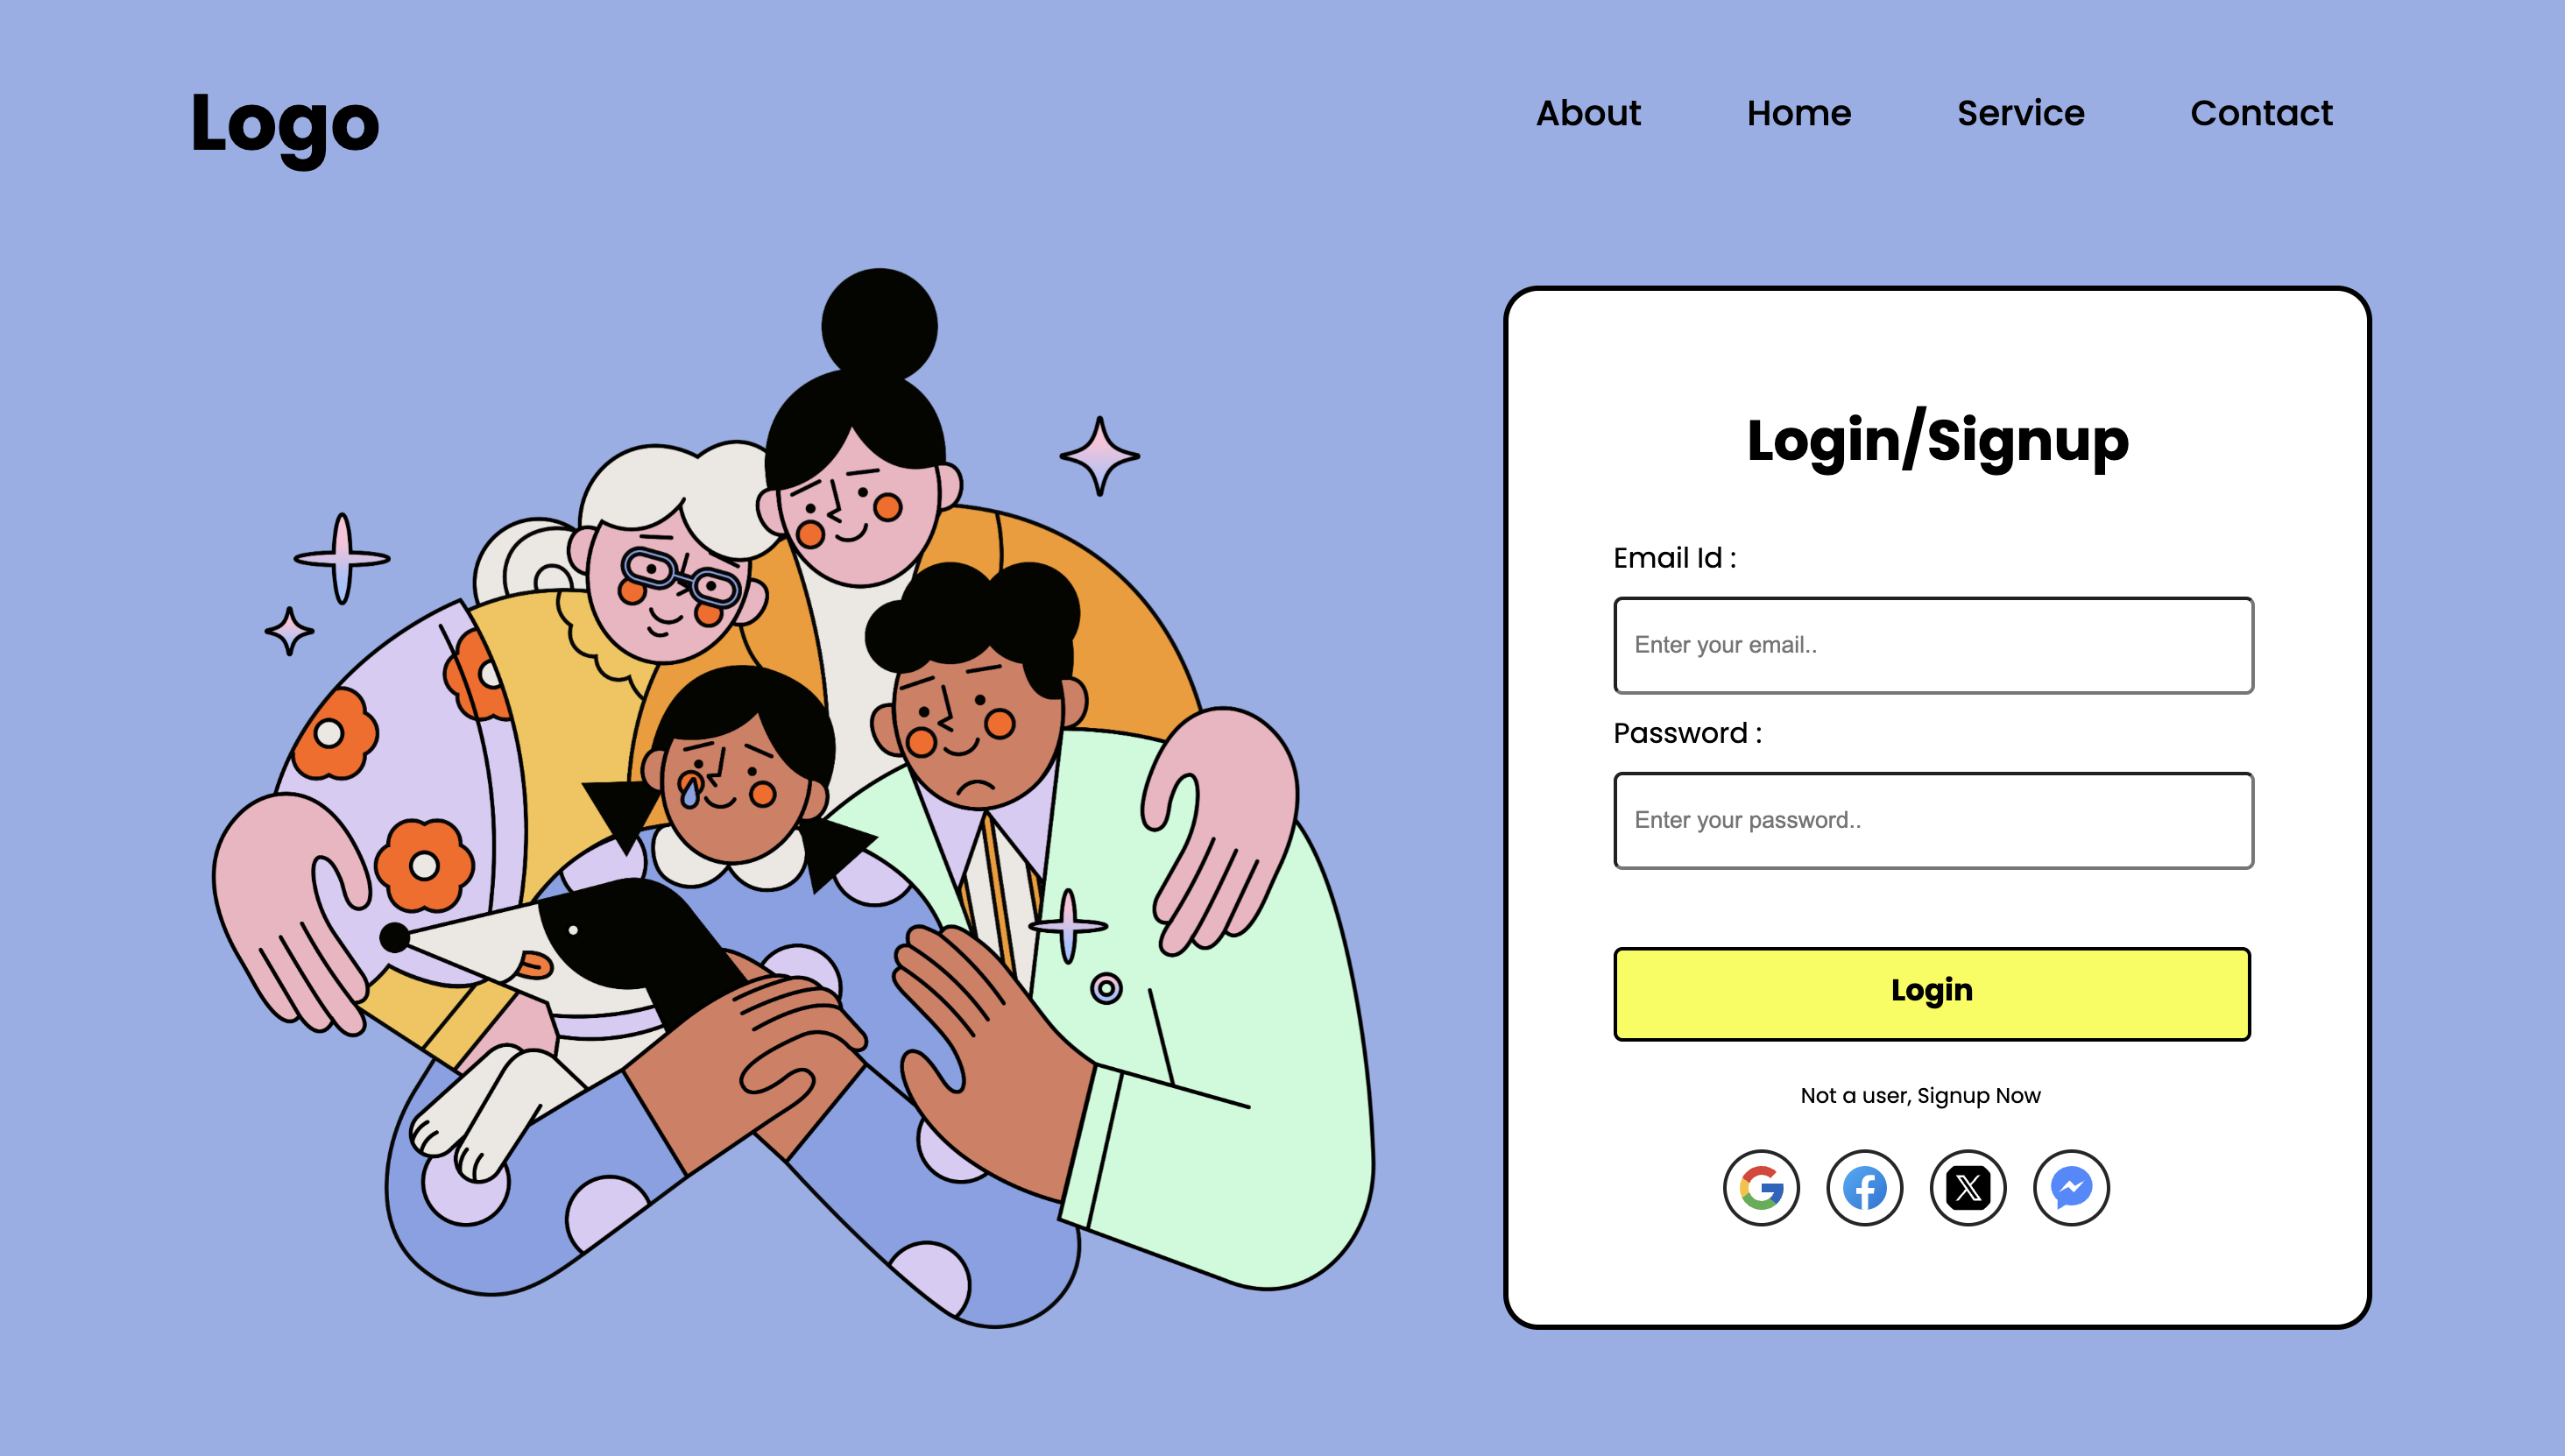 Logo
About Home Service Contact
Login/Signup
Email Id :
Enter your email..
Password :
Enter your password..
Login
Not a user, Signup Now